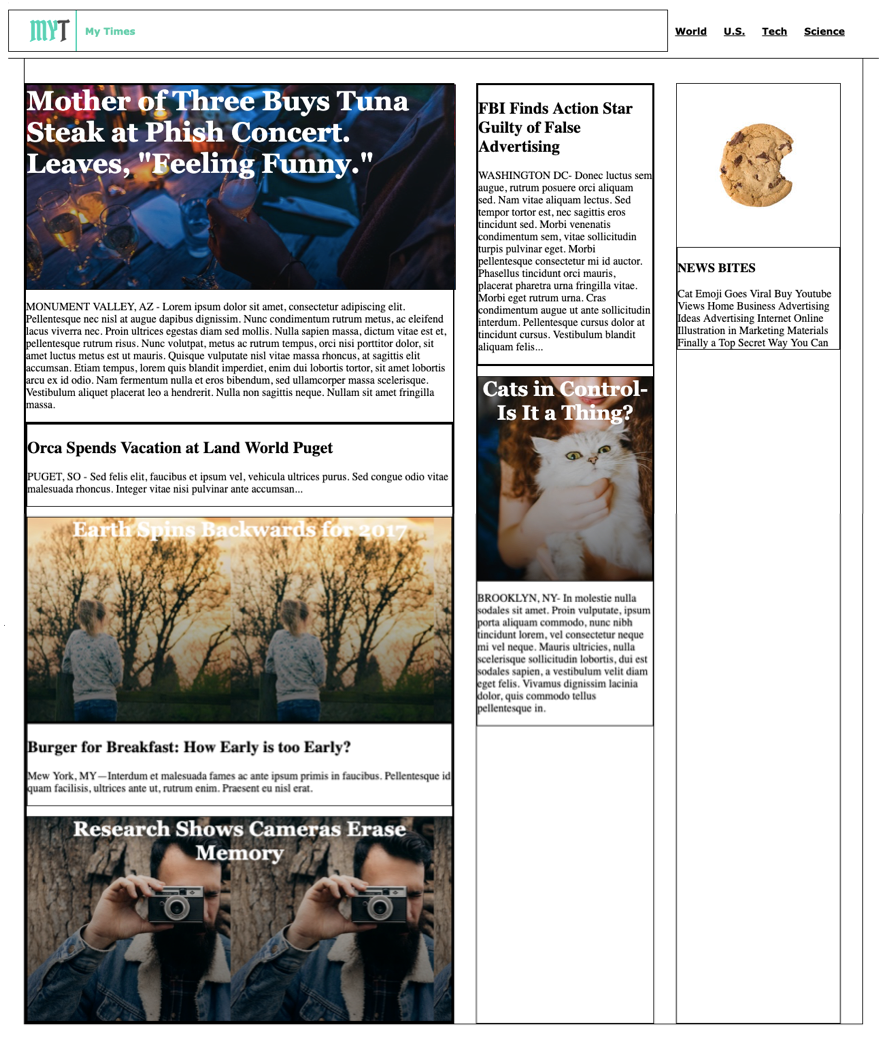 MYT
My Times
World U.S. Tech Science
Mother of Three Buys Tuna
Steak at Phish Concert.
Leaves, "Feeling Funny."
MONUMENT VALLEY, AZ - Lorem ipsum dolor sit amet, consectetur adipiscing elit.
Pellentesque nec nisl at augue dapibus dignissim. Nunc condimentum rutrum metus, ac eleifend
lacus viverra nec. Proin ultrices egestas diam sed mollis. Nulla sapien massa, dictum vitae est et,
pellentesque rutrum risus. Nunc volutpat, metus ac rutrum tempus, orci nisi porttitor dolor, sit
amet luctus metus est ut mauris. Quisque vulputate nisl vitae massa rhoncus, at sagittis elit
accumsan. Etiam tempus, lorem quis blandit imperdiet, enim dui lobortis tortor, sit amet lobortis
arcu ex id odio. Nam fermentum nulla et eros bibendum, sed ullamcorper massa scelerisque.
Vestibulum aliquet placerat leo a hendrerit. Nulla non sagittis neque. Nullam sit amet fringilla
massa.
Orca Spends Vacation at Land World Puget
PUGET, SO - Sed felis elit, faucibus et ipsum vel, vehicula ultrices purus. Sed congue odio vitae
malesuada rhoncus. Integer vitae nisi pulvinar ante accumsan...
Earth Spins Backwards for 2017
Burger for Breakfast: How Early is too Early?
Mew York, MY—Interdum et malesuada fames ac ante ipsum primis in faucibus. Pellentesque id
quam facilisis, ultrices ante ut, rutrum enim. Praesent eu nisl erat.
Research Shows Cameras Erase
Memory
FBI Finds Action Star
Guilty of False
Advertising
WASHINGTON DC- Donec luctus sem
augue, rutrum posuere orci aliquam
sed. Nam vitae aliquam lectus. Sed
tempor tortor est, nec sagittis eros
tincidunt sed. Morbi venenatis
condimentum sem, vitae sollicitudin
turpis pulvinar eget. Morbi
pellentesque consectetur mi id auctor.
Phasellus tincidunt orci mauris,
placerat pharetra urna fringilla vitae.
Morbi eget rutrum urna. Cras
condimentum augue ut ante sollicitudin
interdum. Pellentesque cursus dolor at
tincidunt cursus. Vestibulum blandit
aliquam felis...
Cats in Control-
Is It a Thing?
BROOKLYN, NY- In molestie nulla
sodales sit amet. Proin vulputate, ipsum
porta aliquam commodo, nunc nibh
tincidunt lorem, vel consectetur neque
mi vel neque. Mauris ultricies, nulla
scelerisque sollicitudin lobortis, dui est
sodales sapien, a vestibulum velit diam
eget felis. Vivamus dignissim lacinia
dolor, quis commodo tellus
pellentesque in.
NEWS BITES
Cat Emoji Goes Viral Buy Youtube
Views Home Business Advertising
Ideas Advertising Internet Online
Illustration in Marketing Materials
Finally a Top Secret Way You Can